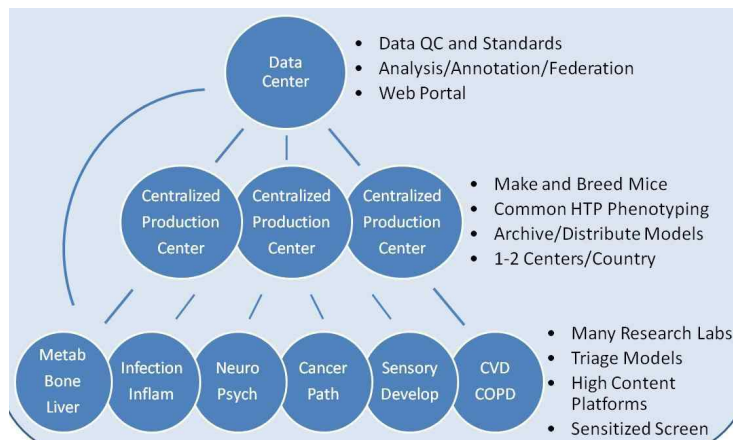 Data
Center
• Data QC and Standards
• Analysis/Annotation/Federation
• Web Portal
Centralized
Production
Center
Centralized
Production
Center
Centralized
Production
Center
• Make and Breed Mice
• Common HTP Phenotyping
• Archive/Distribute Models
• 1-2 Centers/Country
Metab
Bone
Liver
Infection
Inflam
Neuro
Psych
Cancer
Path
Sensory
Develop
CVD
COPD
• Many Research Labs
• Triage Models
• High Content
Platforms
• Sensitized Screen